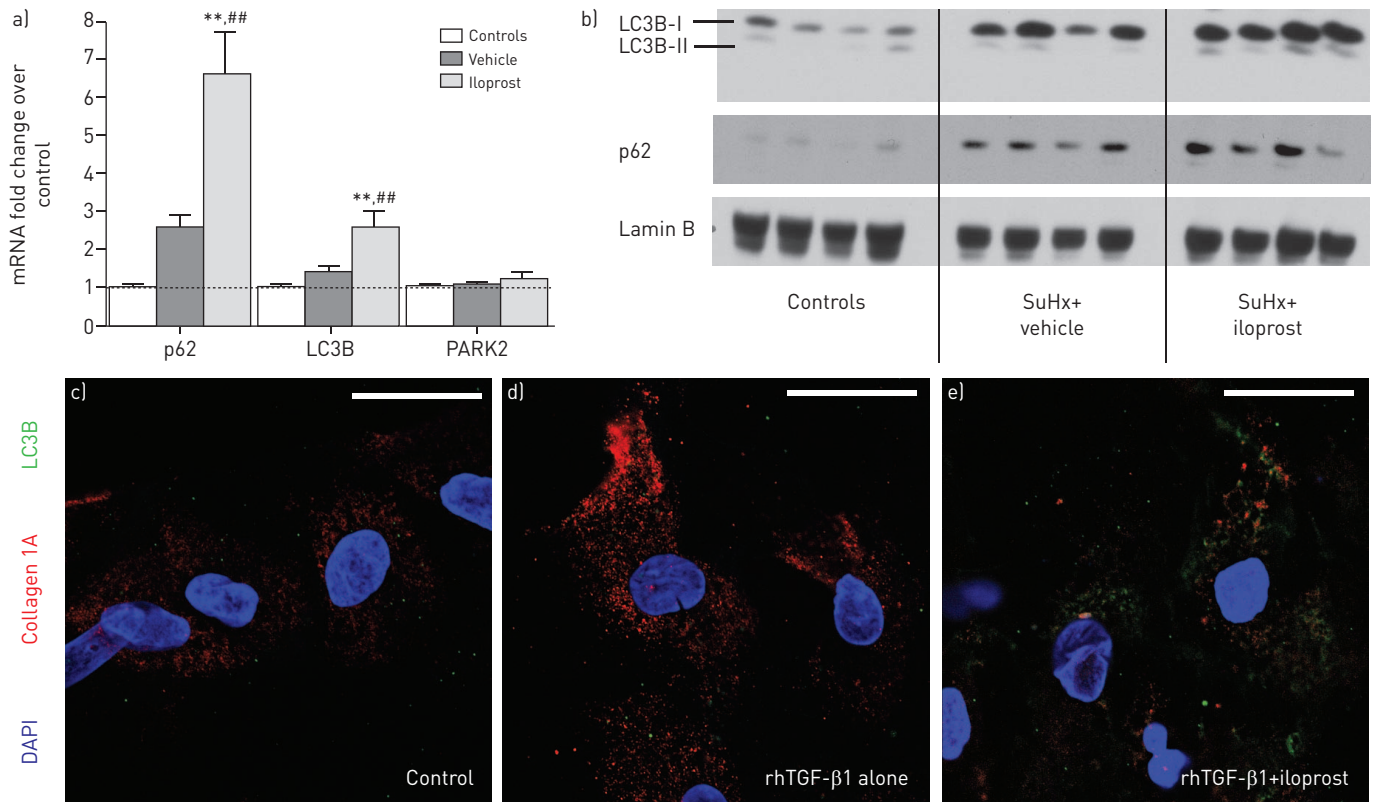 a)
mRNA fold change over
control
8
7
6
5
4
3
2
1
0
**,##
**,##
Controls
Vehicle
Iloprost
p62
LC3B
PARK2
b)
LC3B-I
LC3B-II
p62
Lamin B
Controls
SuHx+
vehicle
SuHx+
iloprost
LC3B
Collagen 1A
DAPI
c)
Control
d)
rhTGF-β1 alone
e)
rhTGF-β1+iloprost